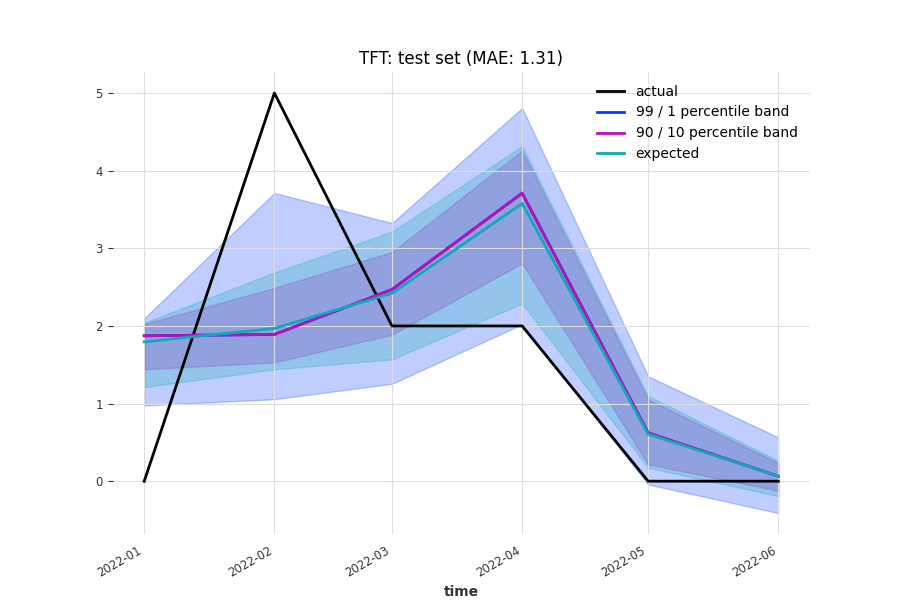 TFT: test set (MAE: 1.31)
actual
99 / 1 percentile band
90 / 10 percentile band
expected
5
4
3
2
1
0
2022-01
2022-02
2022-03
2022-04
2022-05
2022-06
time